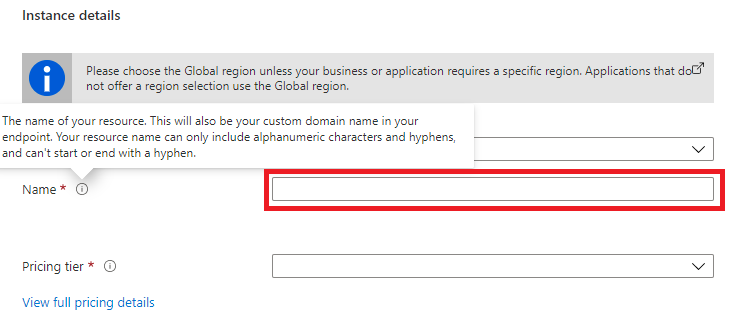 Instance details
Please choose the Global region unless your business or application requires a specific region. Applications that do
not offer a region selection use the Global region.
The name of your resource. This will also be your custom domain name in your
endpoint. Your resource name can only include alphanumeric characters and hyphens,
and can't start or end with a hyphen.
Name *
Pricing tier *
View full pricing details